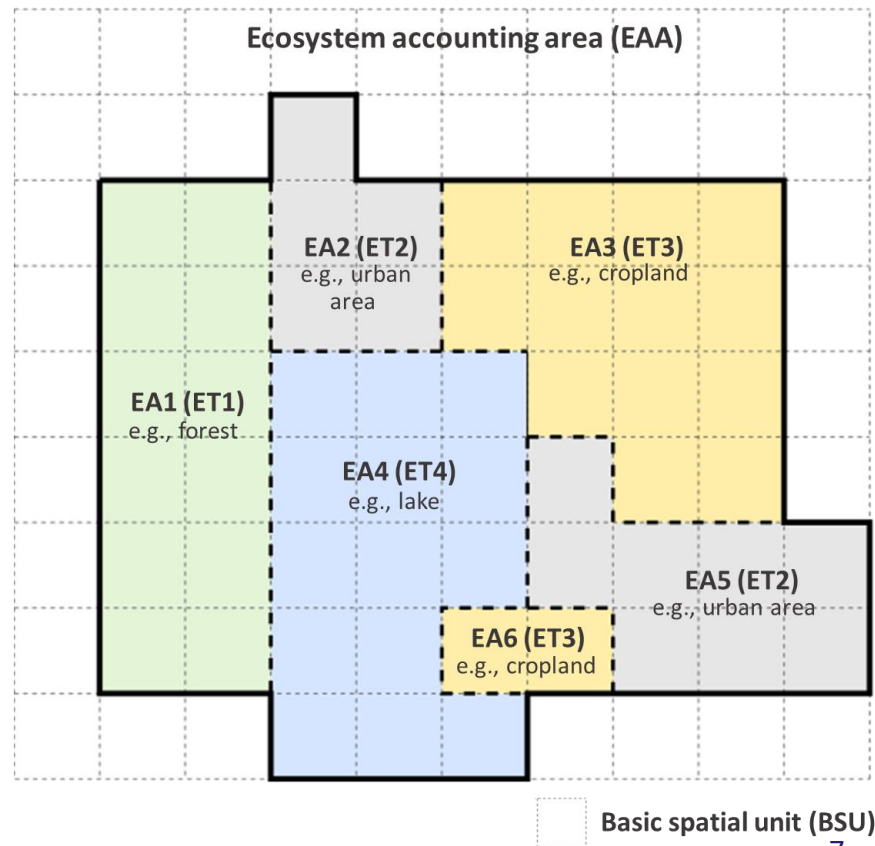 Ecosystem accounting area (EAA)
EA2 (ET2)
e.g., urban
area
EA3 (ET3)
e.g., cropland
EA1 (ET1)
e.g., forest
EA4 (ET4)
e.g., lake
EA5 (ET2)
e.g., urban area
EA6 (ET3)
e.g., cropland
Basic spatial unit (BSU)